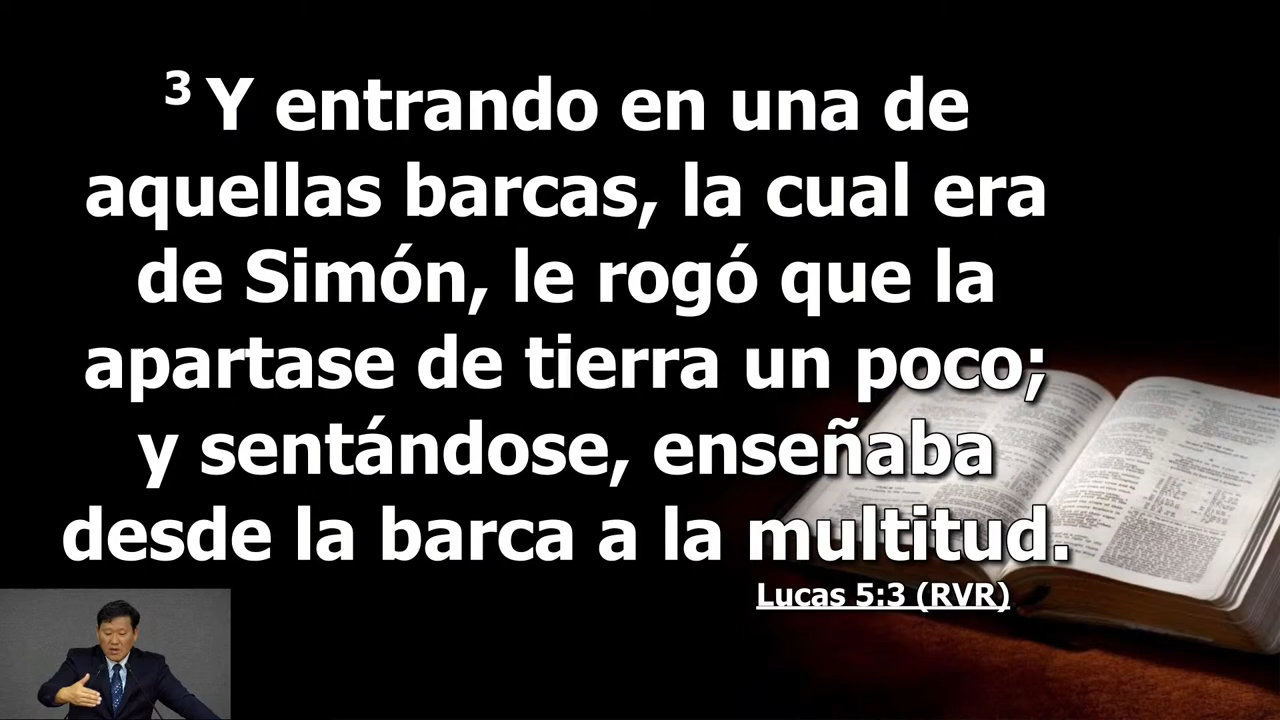 3 Y entrando en una de
aquellas barcas, la cual era
de Simón, le rogó que la
apartase de tierra un poco;
y sentándose, enseñaba
desde la barca a la multitud.
Lucas 5:3 (RVR)